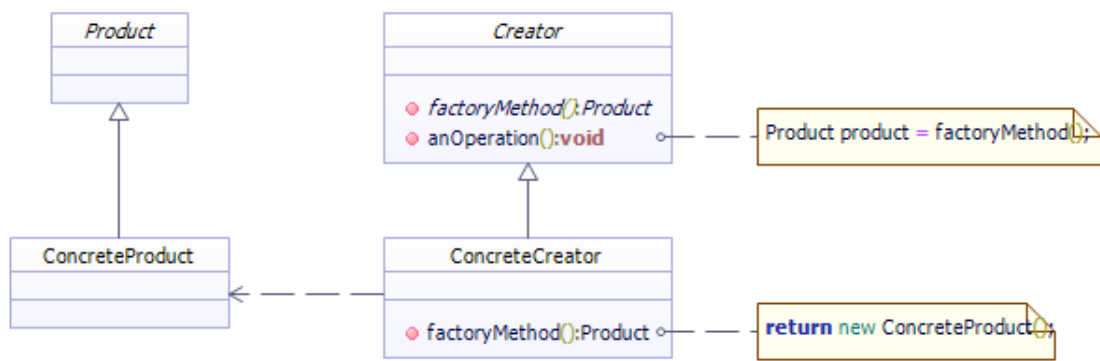 Product
Creator
factoryMethod():Product
anOperation():void
Product product = factoryMethod();
ConcreteProduct
ConcreteCreator
factoryMethod():Product
return new ConcreteProduct();